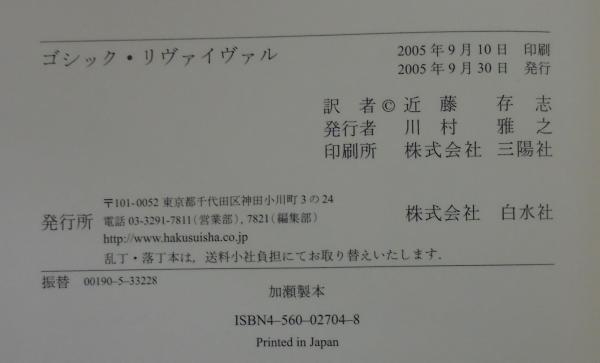 ゴシック・リヴァイヴァル
2005年9月10日 印刷
2005年9月30日 発行
訳者©近藤存志
発行者 川村雅之
印刷所 株式会社 三陽社
発行所
〒101-0052 東京都千代田区神田小川町3の24
電話 03-3291-7811(営業部), 7821(編集部)
http://www.hakusuisha.co.jp
乱丁・落丁本は，送料小社負担にてお取り替えいたします．
株式会社 白水社
振替 00190-5-33228
加瀬製本
ISBN4-560-02704-8
Printed in Japan